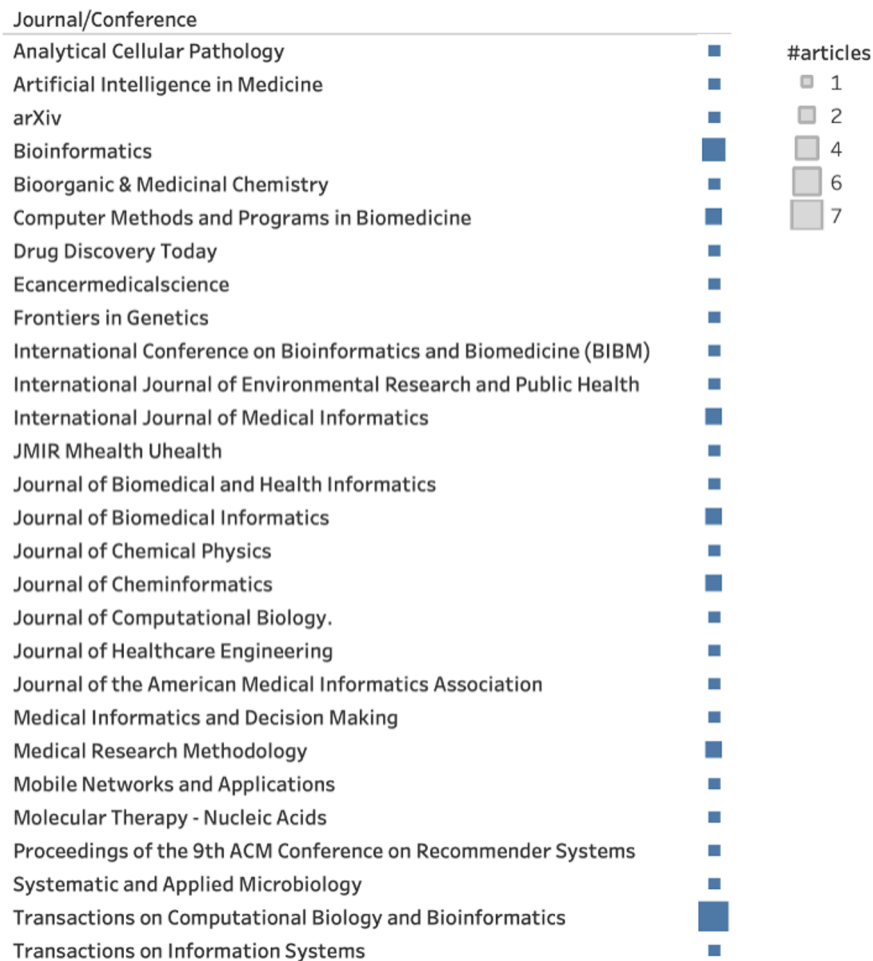 Journal/Conference
Analytical Cellular Pathology
Artificial Intelligence in Medicine
arXiv
Bioinformatics
Bioorganic & Medicinal Chemistry
Computer Methods and Programs in Biomedicine
Drug Discovery Today
Ecancermedicalscience
Frontiers in Genetics
International Conference on Bioinformatics and Biomedicine (BIBM)
International Journal of Environmental Research and Public Health
International Journal of Medical Informatics
JMIR Mhealth Uhealth
Journal of Biomedical and Health Informatics
Journal of Biomedical Informatics
Journal of Chemical Physics
Journal of Cheminformatics
Journal of Computational Biology.
Journal of Healthcare Engineering
Journal of the American Medical Informatics Association
Medical Informatics and Decision Making
Medical Research Methodology
Mobile Networks and Applications
Molecular Therapy - Nucleic Acids
Proceedings of the 9th ACM Conference on Recommender Systems
Systematic and Applied Microbiology
Transactions on Computational Biology and Bioinformatics
Transactions on Information Systems
#articles
1
2
4
6
7